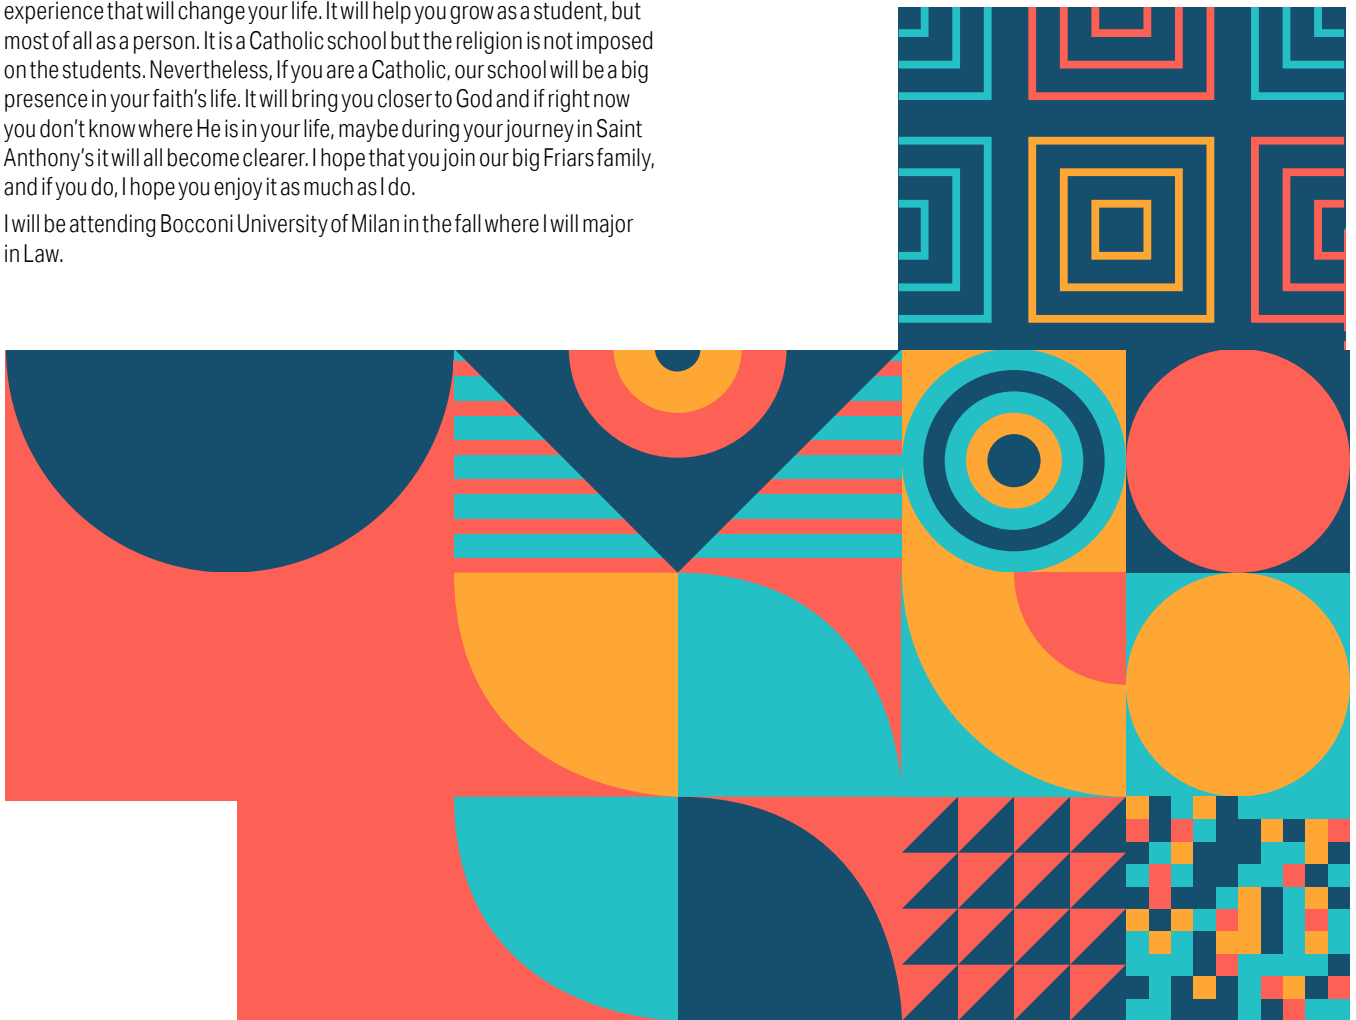 experience that will change your life. It will help you grow as a student, but
most of all as a person. It is a Catholic school but the religion is not imposed
on the students. Nevertheless, If you are a Catholic, our school will be a big
presence in your faith’s life. It will bring you closer to God and if right now
you don’t know where He is in your life, maybe during your journey in Saint
Anthony’s it will all become clearer. I hope that you join our big Friars family,
and if you do, I hope you enjoy it as much as I do.
I will be attending Bocconi University of Milan in the fall where I will major
in Law.